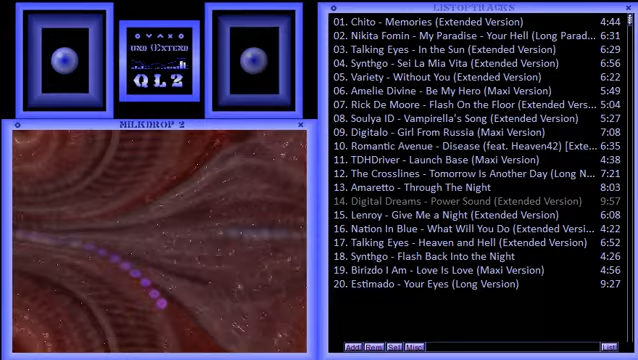 LISTOFTRACKS
QL2
MILKDROP 2
01. Chito - Memories (Extended Version) 4:44
02. Nikita Fomin - My Paradise - Your Hell (Long Parad... 6:31
03. Talking Eyes - In the Sun (Extended Version) 6:29
04. Synthgo - Sei La Mia Vita (Extended Version) 6:56
05. Variety - Without You (Extended Version) 6:22
06. Amelie Divine - Be My Hero (Maxi Version) 5:49
07. Rick De Moore - Flash On the Floor (Extended Vers... 5:04
08. Soulya ID - Vampirella's Song (Extended Version) 5:27
09. Digitalo - Girl From Russia (Maxi Version) 7:08
10. Romantic Avenue - Disease (feat. Heaven42) [Exte... 6:35
11. TDHDriver - Launch Base (Maxi Version) 4:38
12. The Crosslines - Tomorrow Is Another Day (Long N... 7:21
13. Amaretto - Through The Night 8:03
14. Digital Dreams - Power Sound (Extended Version) 9:57
15. Lenroy - Give Me a Night (Extended Version) 6:08
16. Nation In Blue - What Will You Do (Extended Versi... 4:22
17. Talking Eyes - Heaven and Hell (Extended Version) 6:52
18. Synthgo - Flash Back Into the Night 4:26
19. Birizdo I Am - Love Is Love (Maxi Version) 4:56
20. Estimado - Your Eyes (Long Version) 9:27
Add Rem Sel Misc List